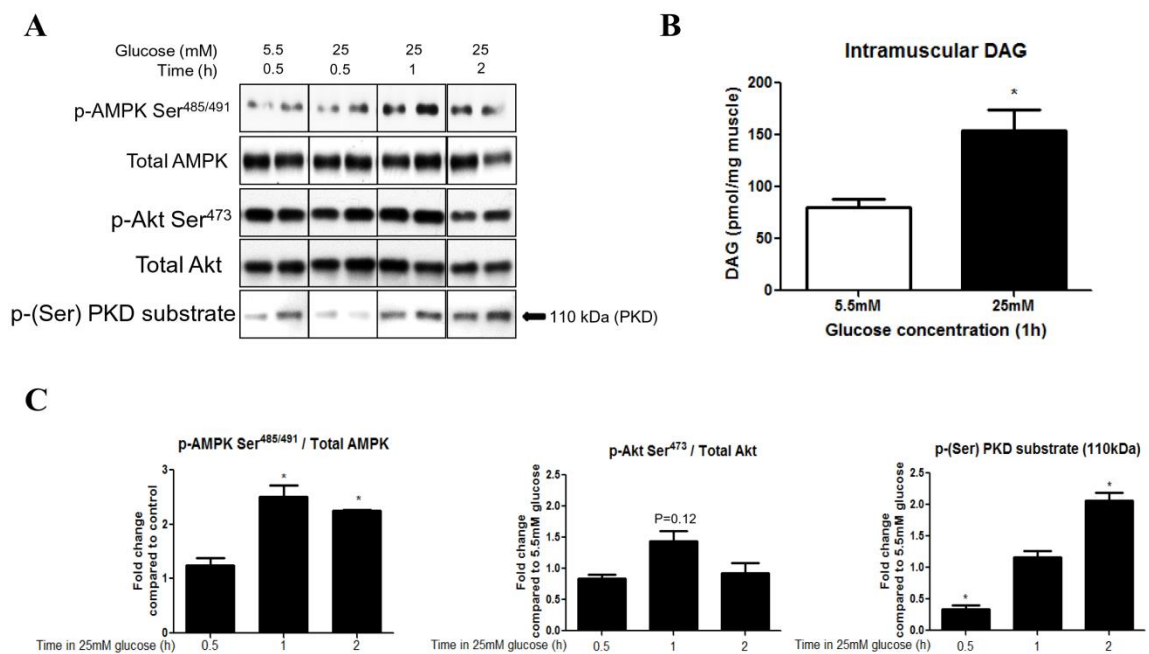 A
Glucose (mM) 5.5 25 25 25
Time (h) 0.5 0.5 1 2
p-AMPK Ser485/491
Total AMPK
p-Akt Ser473
Total Akt
p-(Ser) PKD substrate
110 kDa (PKD)
B
Intramuscular DAG
DAG (pmol/mg muscle)
200
150
100
50
0
*
5.5mM 25mM
Glucose concentration (1h)
C
p-AMPK Ser485/491 / Total AMPK
Fold change
compared to control
3
2
1
0
* *
Time in 25mM glucose (h) 0.5 1 2
p-Akt Ser473 / Total Akt
Fold change
compared to 5.5mM glucose
2.5
2.0
1.5
1.0
0.5
0.0
P=0.12
Time in 25mM glucose (h) 0.5 1 2
p-(Ser) PKD substrate (110kDa)
Fold change
compared to 5.5mM glucose
2.5
2.0
1.5
1.0
0.5
0.0
* *
Time in 25mM glucose (h) 0.5 1 2